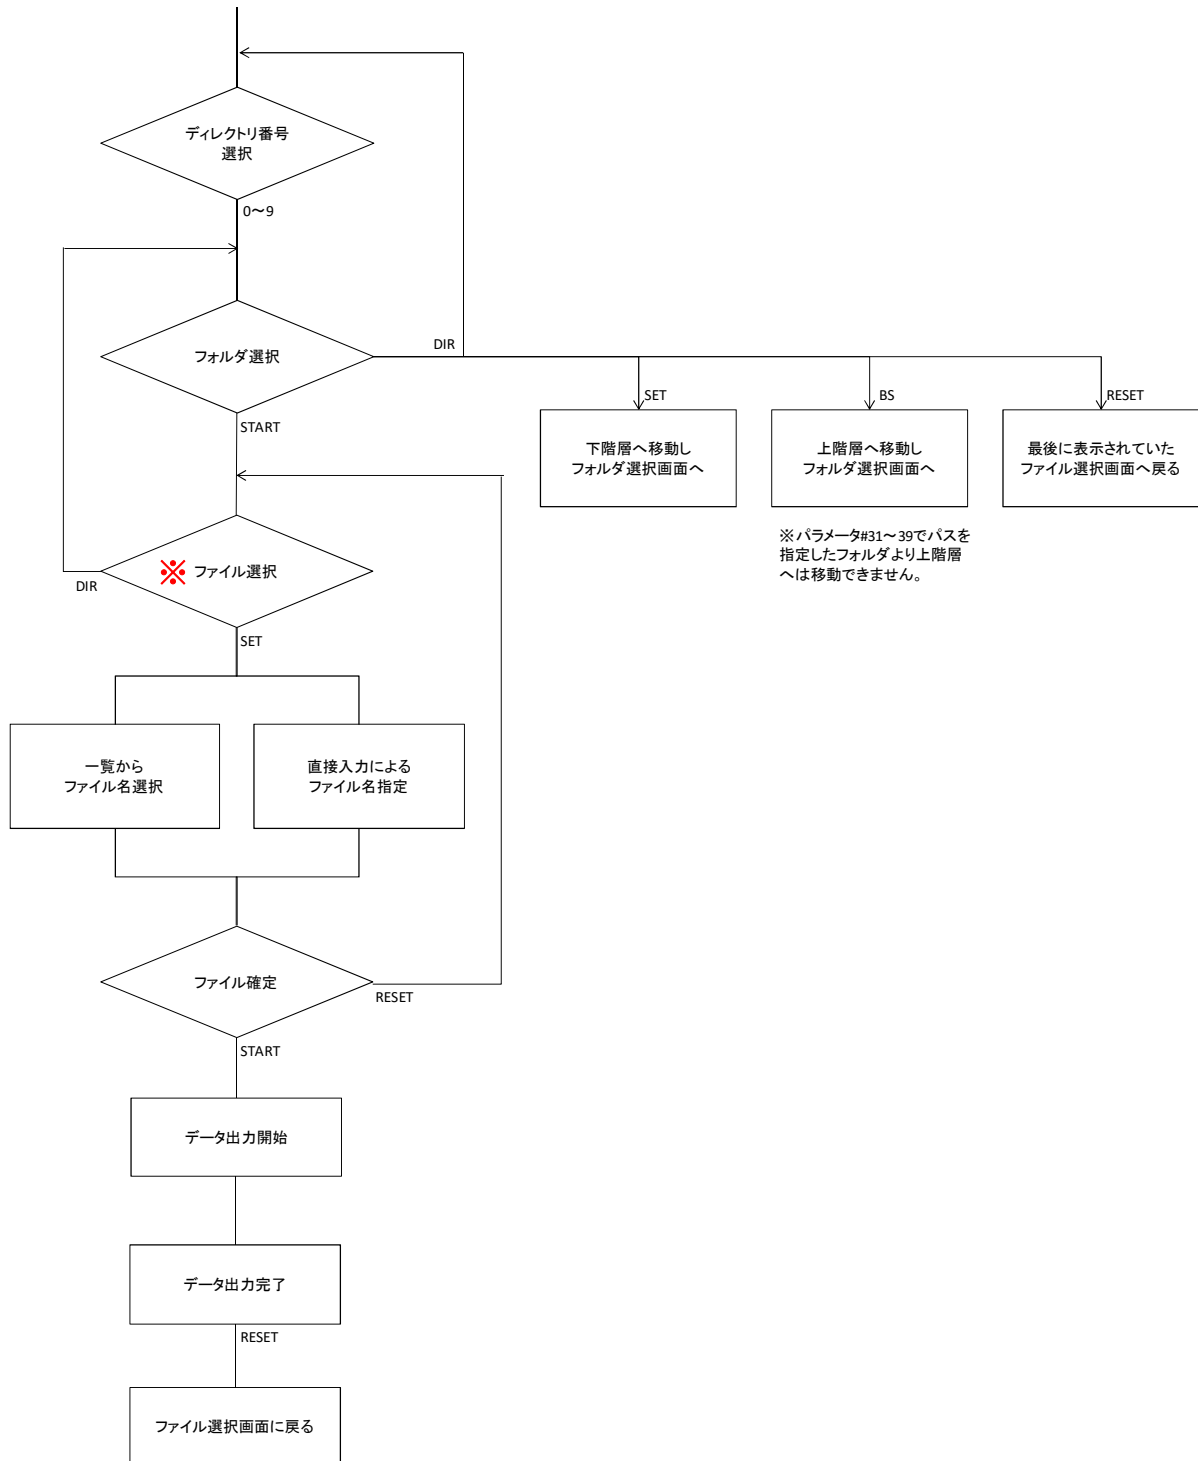 ディレクトリ番号
選択
0～9
フォルダ選択
DIR
START
SET
BS
RESET
下階層へ移動し
フォルダ選択画面へ
上階層へ移動し
フォルダ選択画面へ
最後に表示されていた
ファイル選択画面へ戻る
※パラメータ#31～39でパスを
指定したフォルダより上階層
へは移動できません。
※ ファイル選択
DIR
SET
一覧から
ファイル名選択
直接入力による
ファイル名指定
ファイル確定
RESET
START
データ出力開始
データ出力完了
RESET
ファイル選択画面に戻る